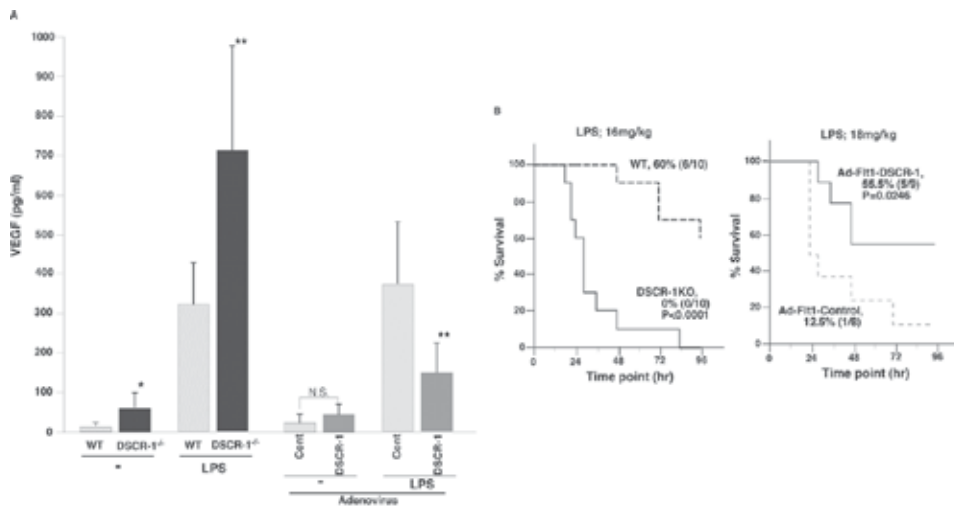 A
1000
900
800
700
600
500
400
300
200
100
0
VEGF (pg/ml)
*
**
N.S.
**
WT DSCR-1-/- WT DSCR-1-/- Cont DSCR-1 Cont DSCR-1
- LPS - LPS
Adenovirus
B
LPS; 16mg/kg
100
80
60
40
20
0
% Survival
WT, 60% (6/10)
DSCR-1KO,
0% (0/10)
P<0.0001
0 24 48 72 96
Time point (hr)
LPS; 18mg/kg
100
80
60
40
20
0
% Survival
Ad-Flt1-DSCR-1,
55.5% (5/9)
P=0.0246
Ad-Flt1-Control,
12.5% (1/8)
0 24 48 72 96
Time point (hr)